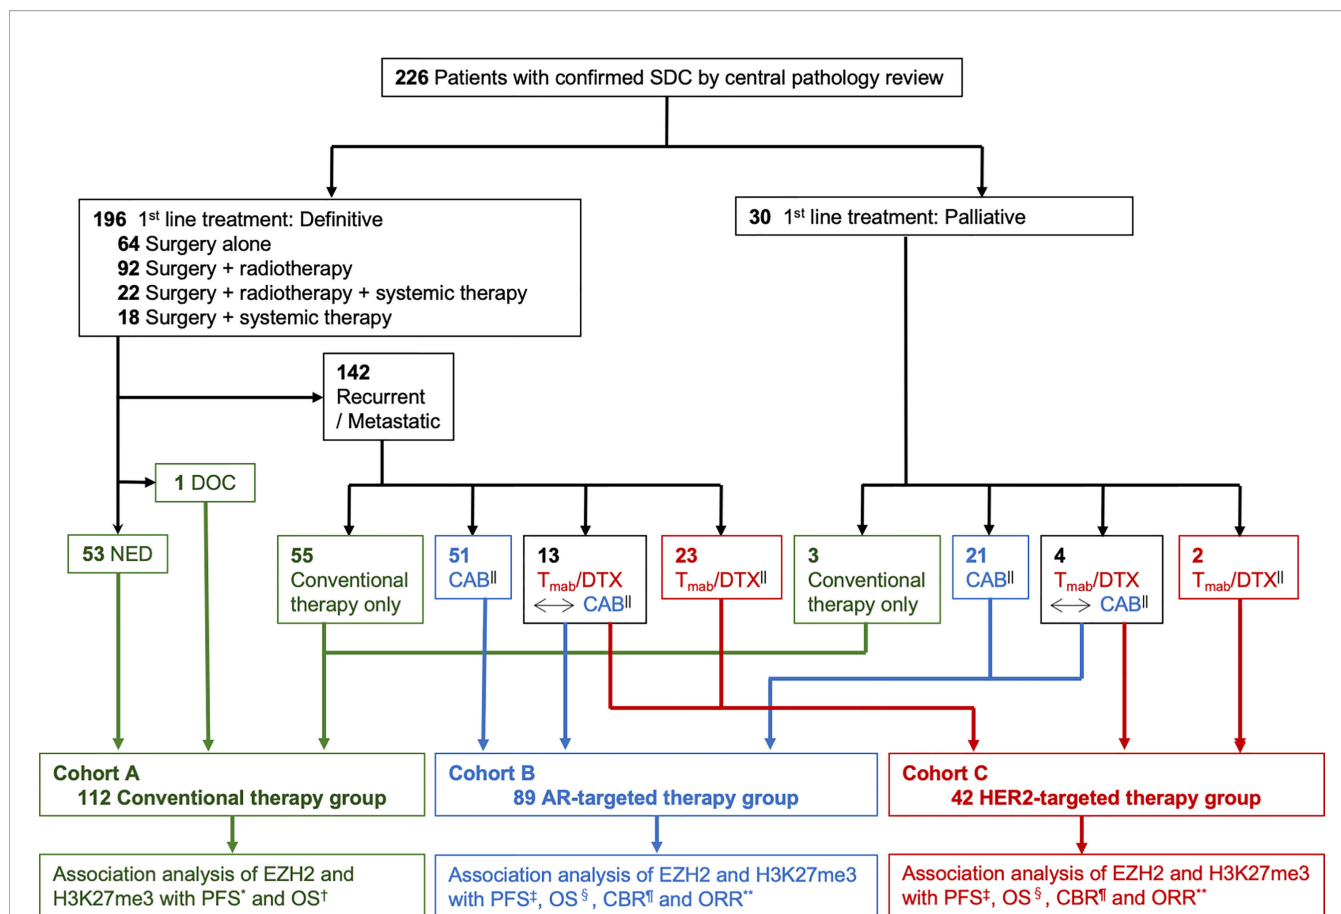 226 Patients with confirmed SDC by central pathology review
196 1st line treatment: Definitive
64 Surgery alone
92 Surgery + radiotherapy
22 Surgery + radiotherapy + systemic therapy
18 Surgery + systemic therapy
30 1st line treatment: Palliative
142
Recurrent
/ Metastatic
1 DOC
53 NED
55
Conventional
therapy only
51
CAB||
13
Tmab/DTX
<-> CAB||
23
Tmab/DTX||
3
Conventional
therapy only
21
CAB||
4
Tmab/DTX
<-> CAB||
2
Tmab/DTX||
Cohort A
112 Conventional therapy group
Cohort B
89 AR-targeted therapy group
Cohort C
42 HER2-targeted therapy group
Association analysis of EZH2 and
H3K27me3 with PFS* and OS†
Association analysis of EZH2 and H3K27me3
with PFS‡, OS§, CBR¶ and ORR**
Association analysis of EZH2 and H3K27me3
with PFS‡, OS§, CBR¶ and ORR**